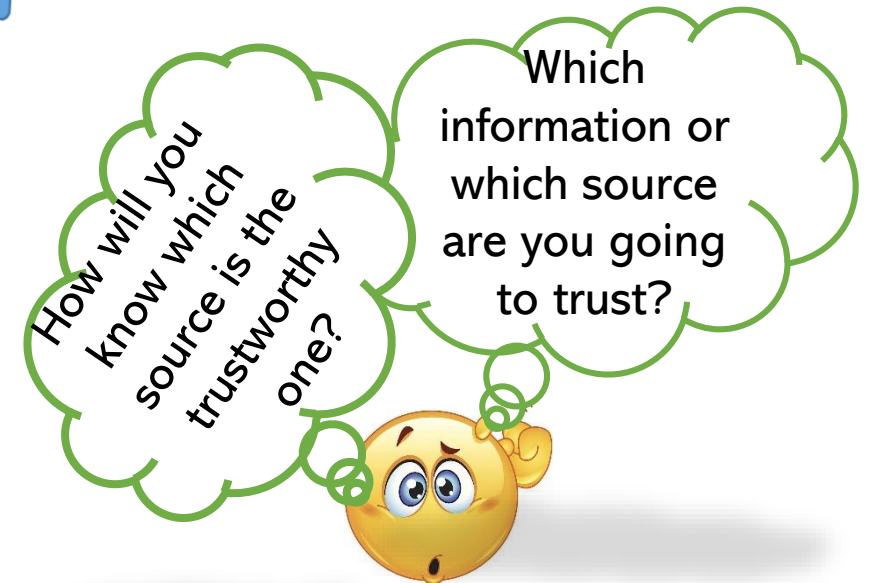 How will you
know which
source is the
trustworthy
one?
Which
information or
which source
are you going
to trust?